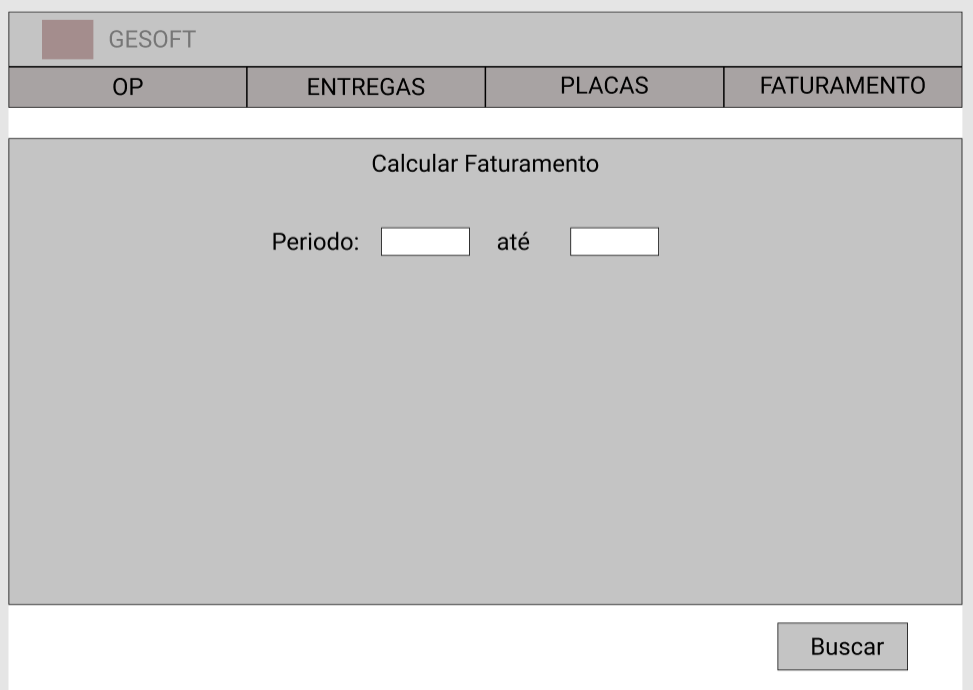 GESOFT
OP ENTREGAS PLACAS FATURAMENTO
Calcular Faturamento
Periodo: até
Buscar